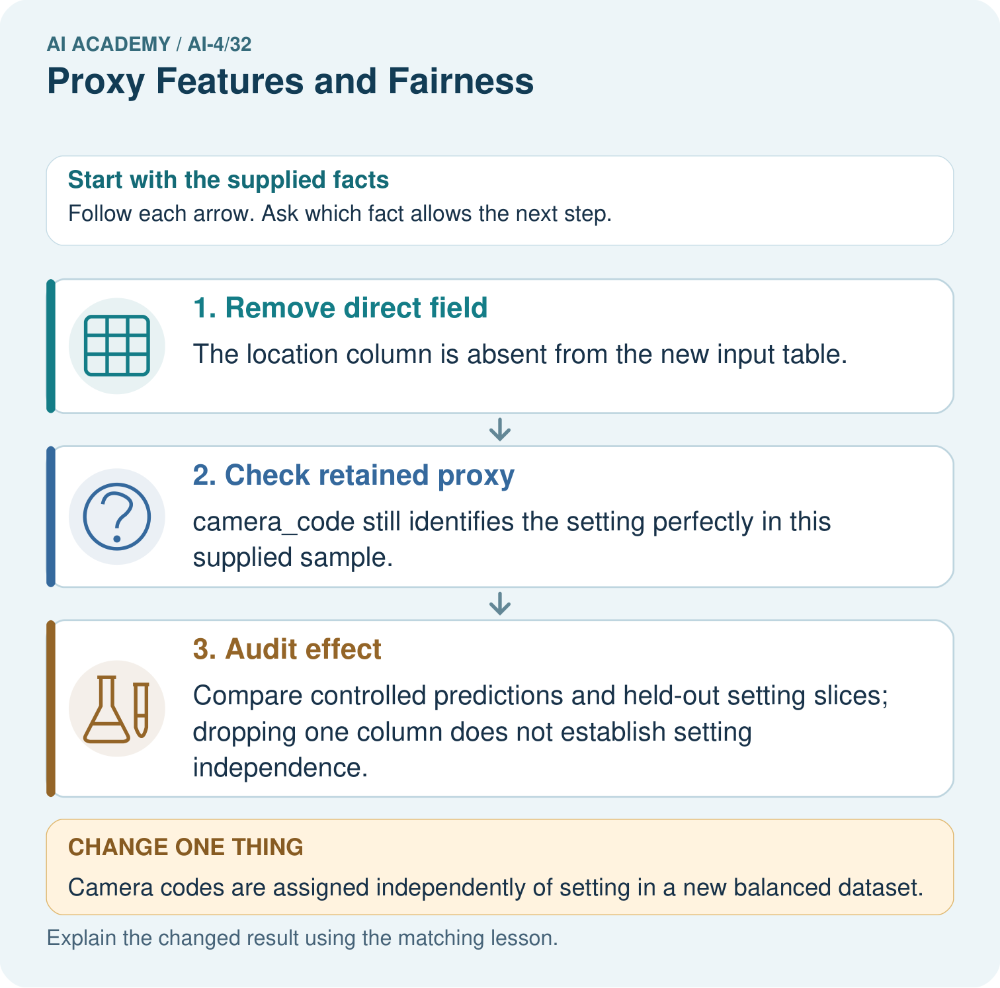 AI ACADEMY / AI-4/32
Proxy Features and Fairness
Start with the supplied facts
Follow each arrow. Ask which fact allows the next step.
1. Remove direct field
The location column is absent from the new input table.
2. Check retained proxy
camera_code still identifies the setting perfectly in this
supplied sample.
3. Audit effect
Compare controlled predictions and held-out setting slices;
dropping one column does not establish setting
independence.
CHANGE ONE THING
Camera codes are assigned independently of setting in a new balanced dataset.
Explain the changed result using the matching lesson.